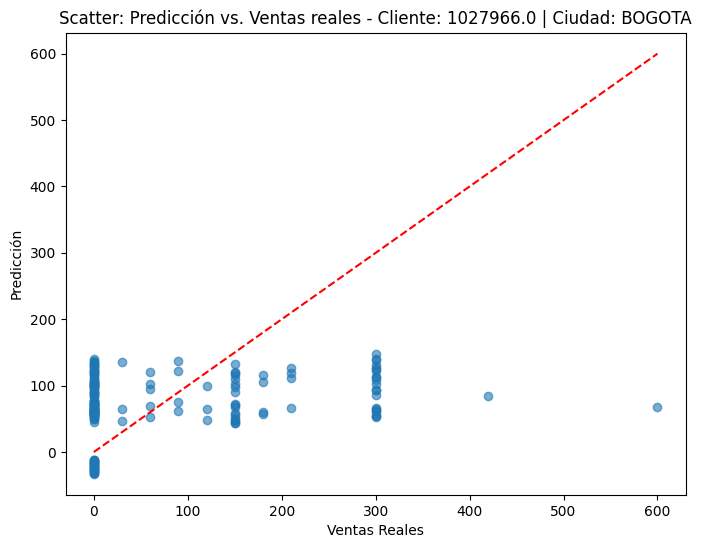 Scatter: Predicción vs. Ventas reales - Cliente: 1027966.0 | Ciudad: BOGOTA
600
500
400
300
200
100
0
Predicción
0 100 200 300 400 500 600
Ventas Reales